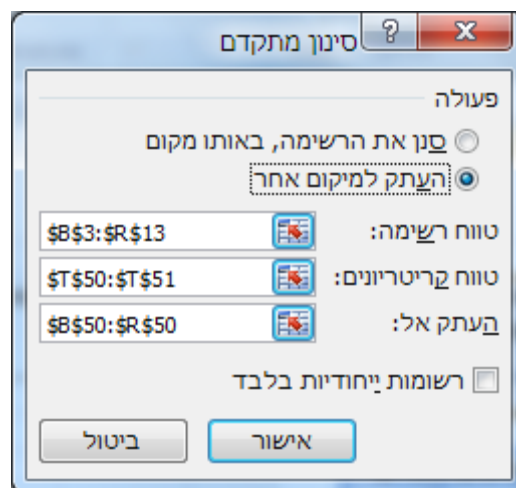 סינון מתקדם
פעולה
סנן את הרשימה, באותו מקום
העתק למיקום אחר
טווח רשימה: $B$3:$R$13
טווח קריטריונים: $T$50:$T$51
העתק אל: $B$50:$R$50
רשומות ייחודיות בלבד
אישור ביטול